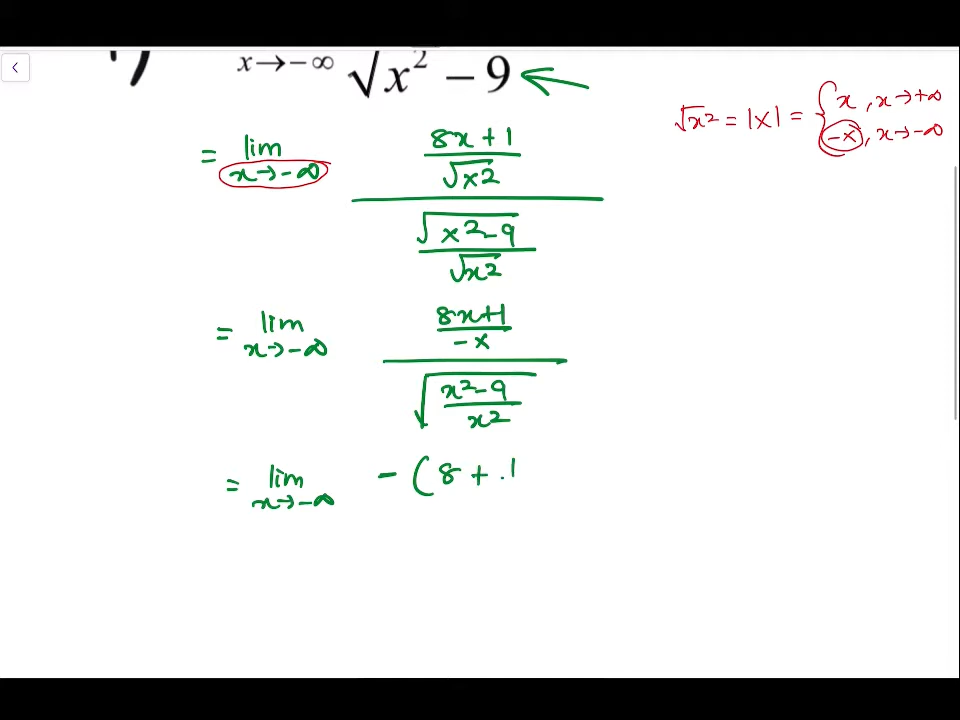 x→-∞ √x² - 9
√x² = |x| = { x, x→+∞
-x, x→-∞
= lim x→-∞ 8x+1
√x2
√x2-9
√x2
= lim x→-∞ 8x+1
-x
√x2-9
x2
= lim x→-∞ - (8 + 1